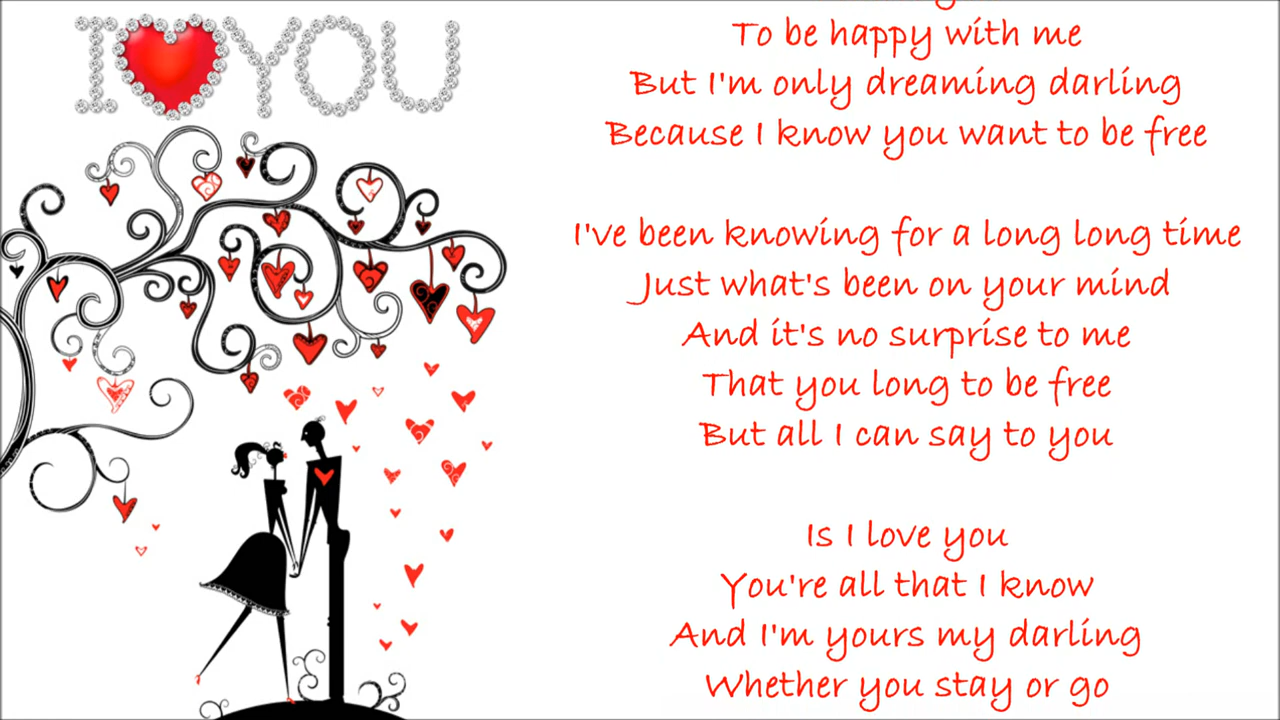 I YOU
To be happy with me
But I'm only dreaming darling
Because I know you want to be free
I've been knowing for a long long time
Just what's been on your mind
And it's no surprise to me
That you long to be free
But all I can say to you
Is I love you
You're all that I know
And I'm yours my darling
Whether you stay or go